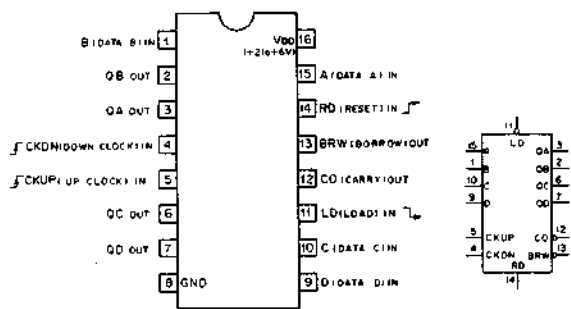 B(DATA B)IN 1
QB OUT 2
QA OUT 3
CKDN(DOWN CLOCK)IN 4
CKUP(UP CLOCK)IN 5
QC OUT 6
QD OUT 7
8 GND
VDD 16
(+2to+6V)
15 A(DATA A)IN
14 RD(RESET)IN
13 BRW(BORROW)OUT
12 CO(CARRY)OUT
11 LD(LOAD)IN
10 C(DATA C)IN
9 D(DATA D)IN
11
LD
15 A QA 3
1 B QB 2
10 C QC 6
9 D QD 7
5 CKUP CO 12
4 CKDN BRW 13
RD
14